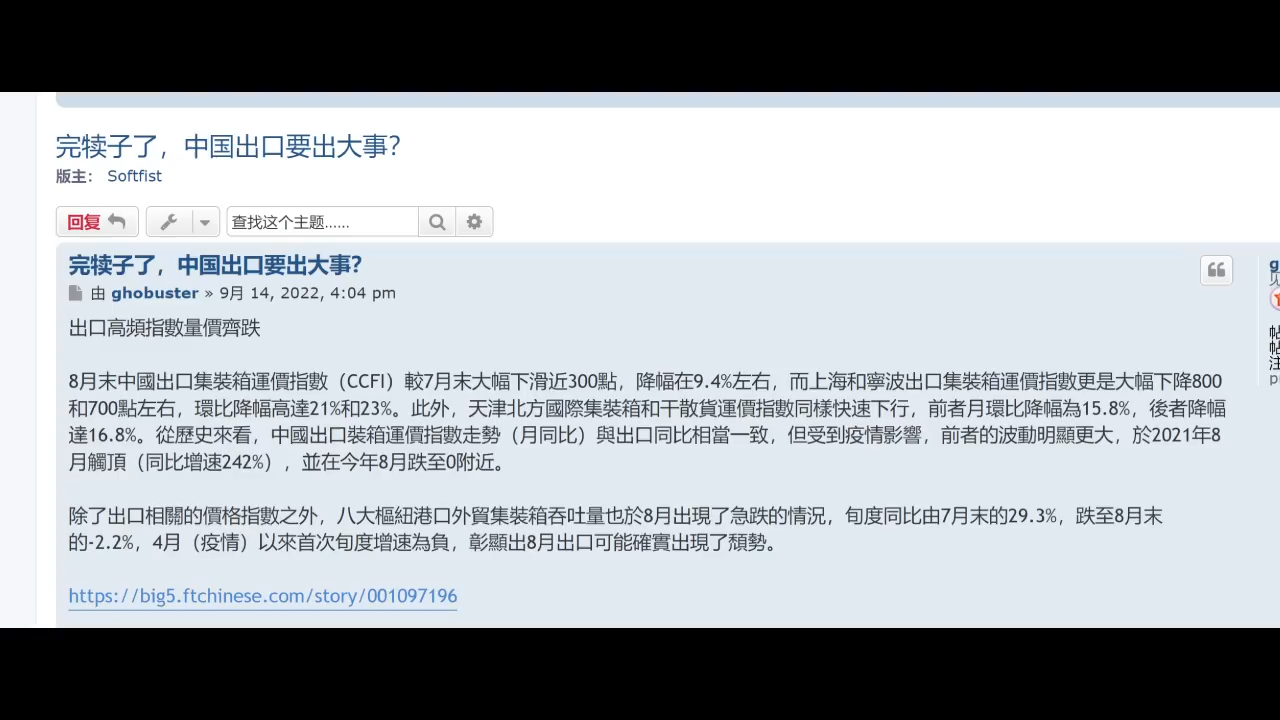 完犊子了，中国出口要出大事？
版主： Softfist
回复
查找这个主题......
完犊子了，中国出口要出大事？
由 ghobuster » 9月 14, 2022, 4:04 pm
出口高頻指數量價齊跌
8月末中國出口集裝箱運價指數（CCFI）較7月末大幅下滑近300點，降幅在9.4%左右，而上海和寧波出口集裝箱運價指數更是大幅下降800
和700點左右，環比降幅高達21%和23%。此外，天津北方國際集裝箱和干散貨運價指數同樣快速下行，前者月環比降幅為15.8%，後者降幅
達16.8%。從歷史來看，中國出口裝箱運價指數走勢（月同比）與出口同比相當一致，但受到疫情影響，前者的波動明顯更大，於2021年8
月觸頂（同比增速242%），並在今年8月跌至0附近。
除了出口相關的價格指數之外，八大樞紐港口外貿集裝箱吞吐量也於8月出現了急跌的情況，旬度同比由7月末的29.3%，跌至8月末
的-2.2%，4月（疫情）以來首次旬度增速為負，彰顯出8月出口可能確實出現了頹勢。
https://big5.ftchinese.com/story/001097196